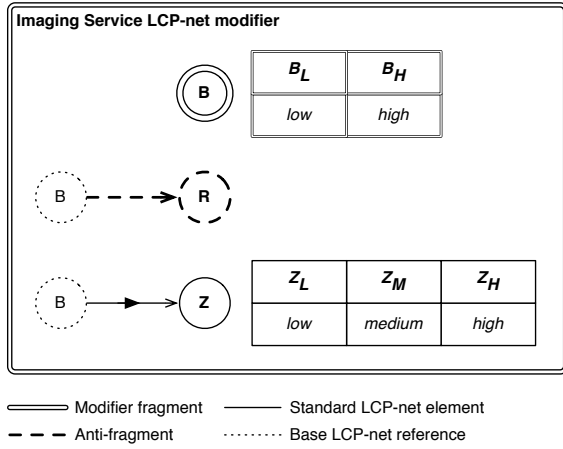 Imaging Service LCP-net modifier
B
B_L B_H
low high
B R
B Z
Z_L Z_M Z_H
low medium high
Modifier fragment Standard LCP-net element
Anti-fragment Base LCP-net reference